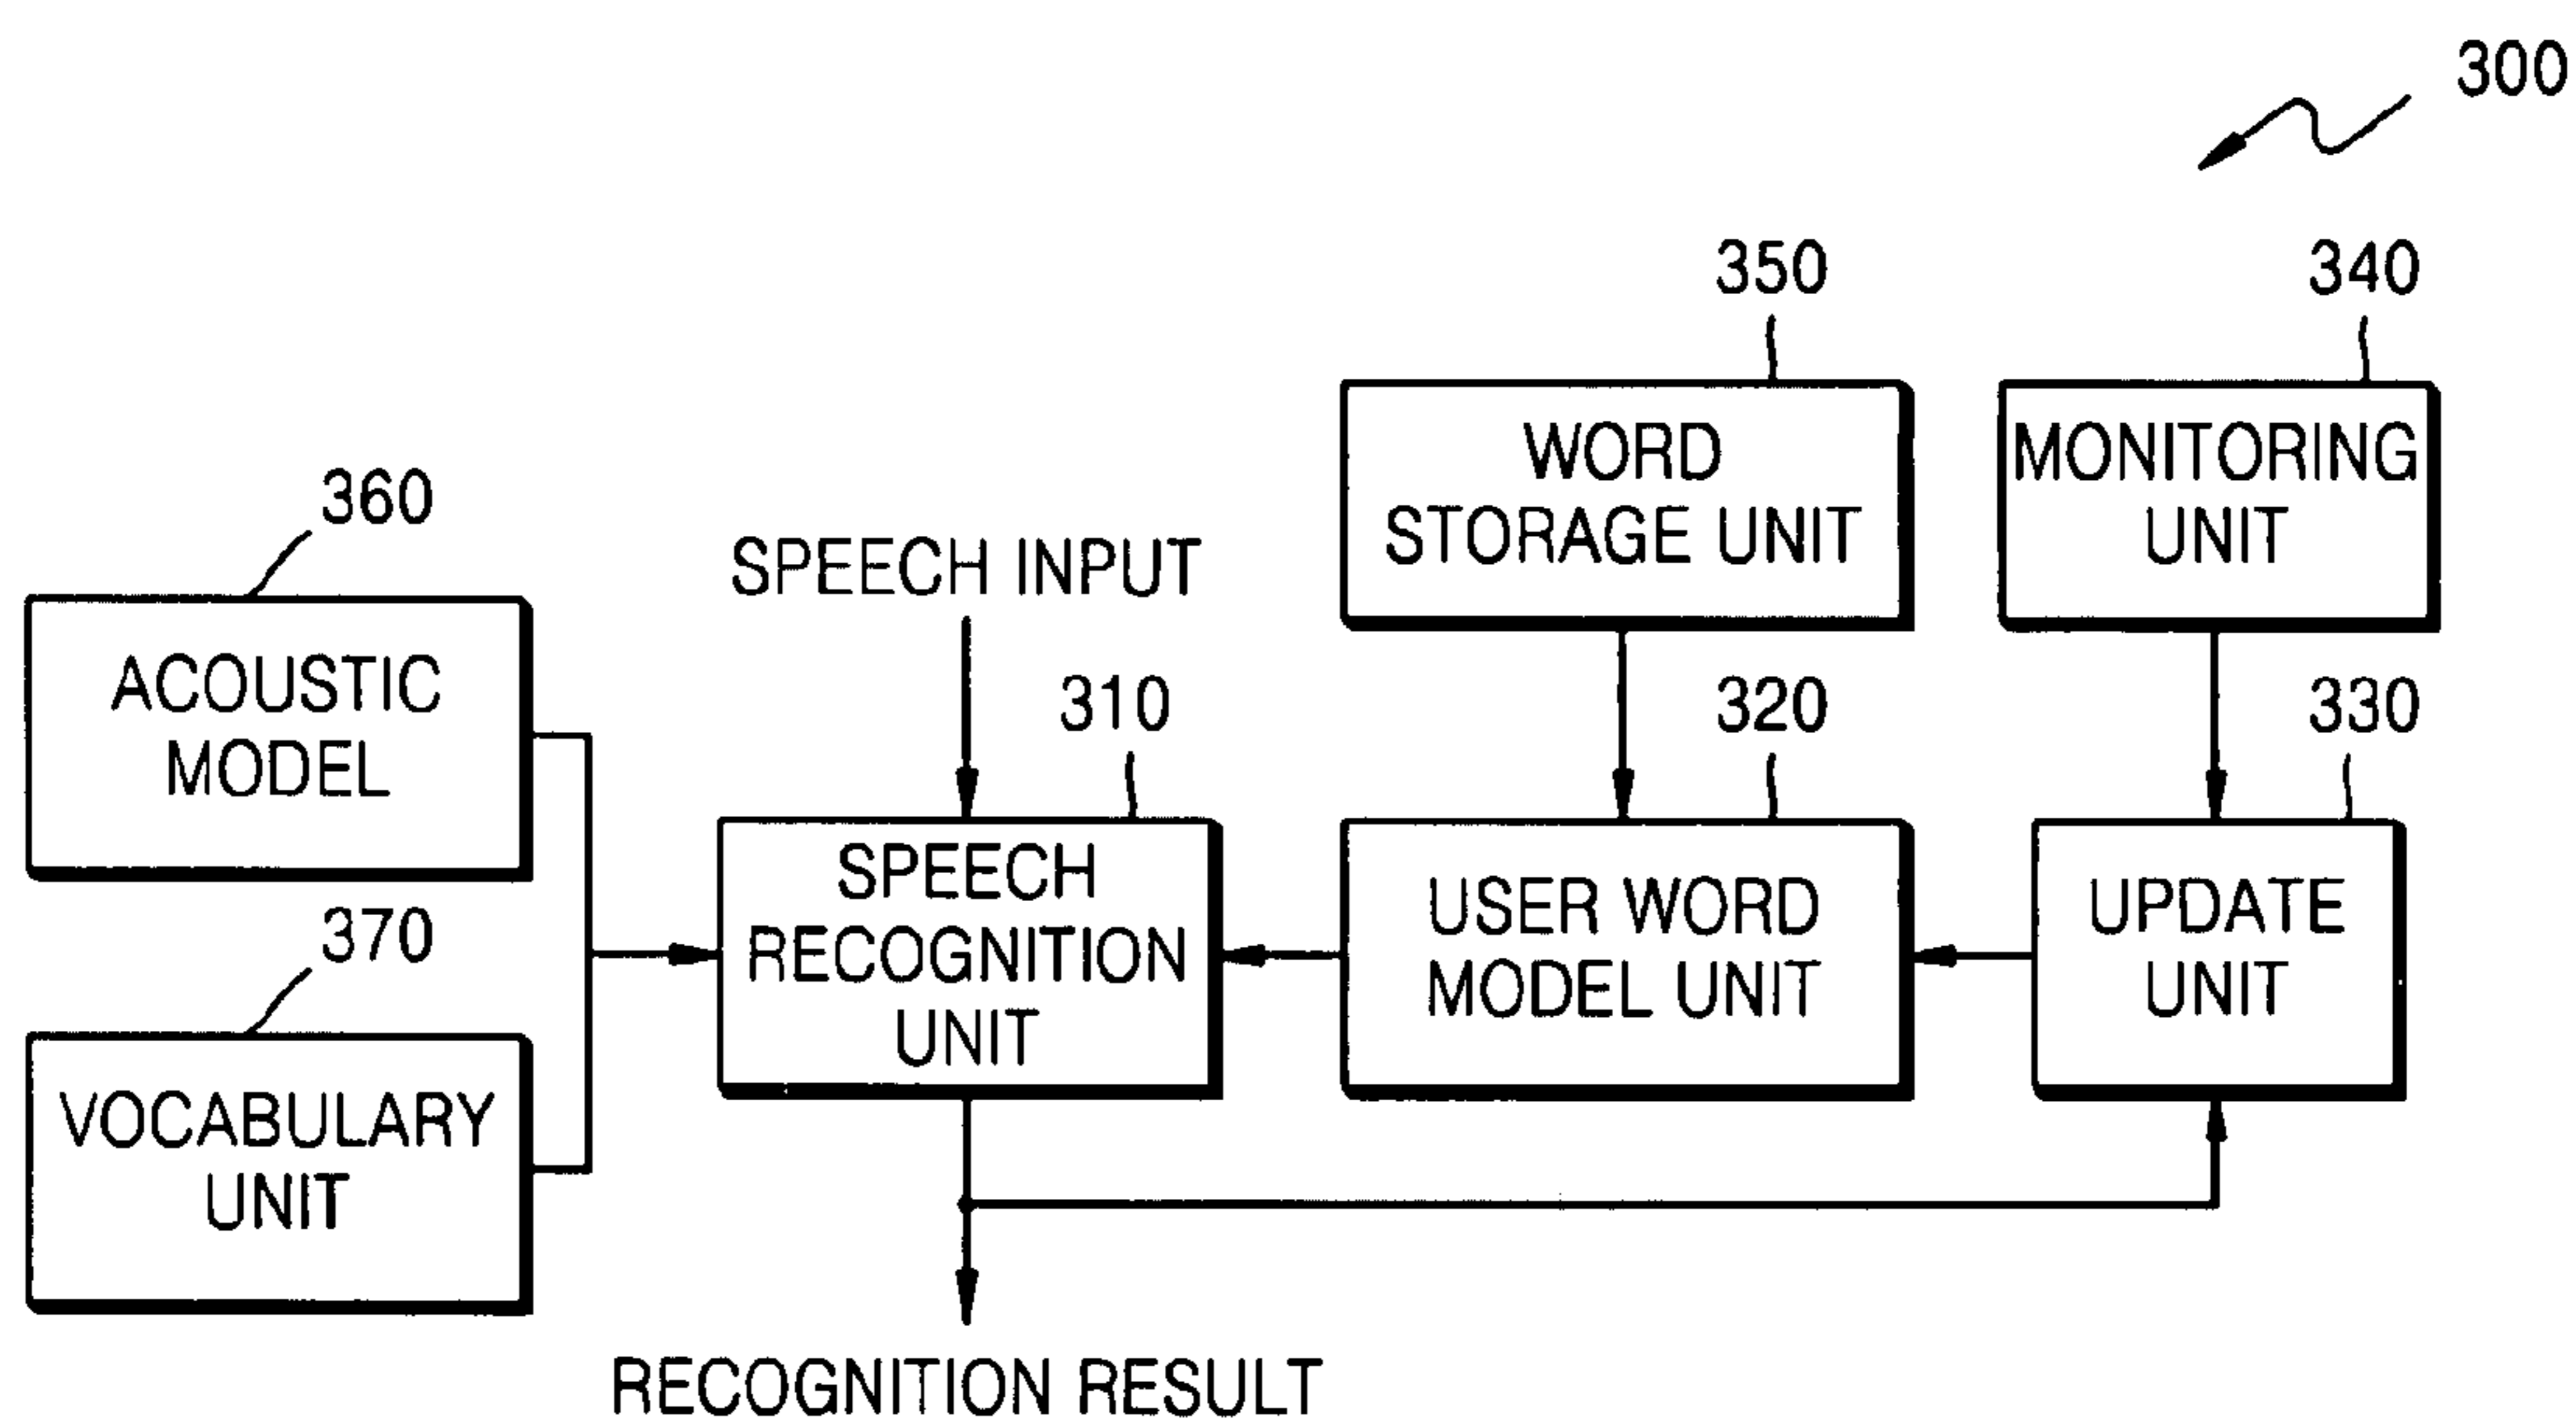 300
350
340
WORD
STORAGE UNIT
MONITORING
UNIT
360
SPEECH INPUT
ACOUSTIC
MODEL
310
320
330
SPEECH
RECOGNITION
UNIT
USER WORD
MODEL UNIT
UPDATE
UNIT
370
VOCABULARY
UNIT
RECOGNITION RESULT